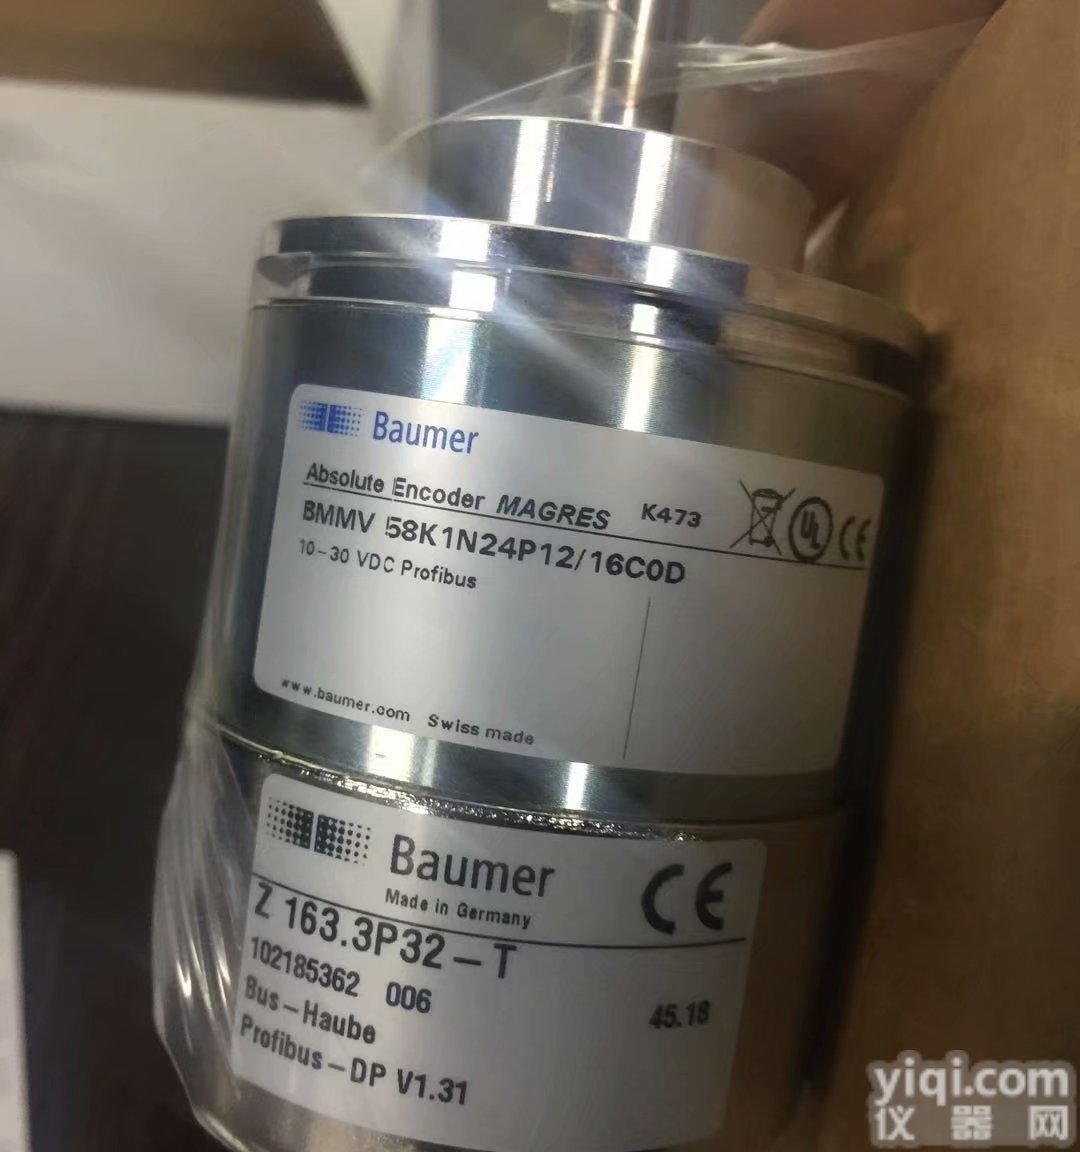 Baumer
Absolute Encoder MAGRES K473
BMMV 58K1N24P12/16C0D
10-30 VDC Profibus
www.baumer.com Swiss made
Baumer
Made in Germany
Z 163.3P32-T
102185362 006
45.18
Bus-Haube
Profibus-DP V1.31
yiqi.com
仪器网